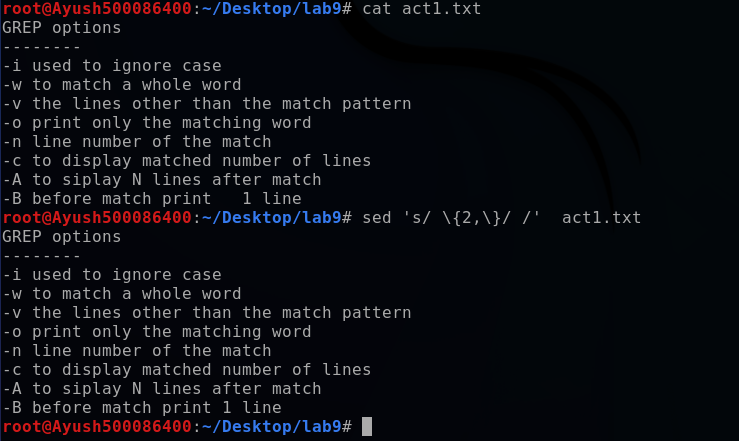 root@Ayush500086400:~/Desktop/lab9# cat act1.txt
GREP options
--------
-i used to ignore case
-w to match a whole word
-v the lines other than the match pattern
-o print only the matching word
-n line number of the match
-c to display matched number of lines
-A to siplay N lines after match
-B before match print   1 line
root@Ayush500086400:~/Desktop/lab9# sed 's/ \{2,\}/ /'  act1.txt
GREP options
--------
-i used to ignore case
-w to match a whole word
-v the lines other than the match pattern
-o print only the matching word
-n line number of the match
-c to display matched number of lines
-A to siplay N lines after match
-B before match print 1 line
root@Ayush500086400:~/Desktop/lab9#